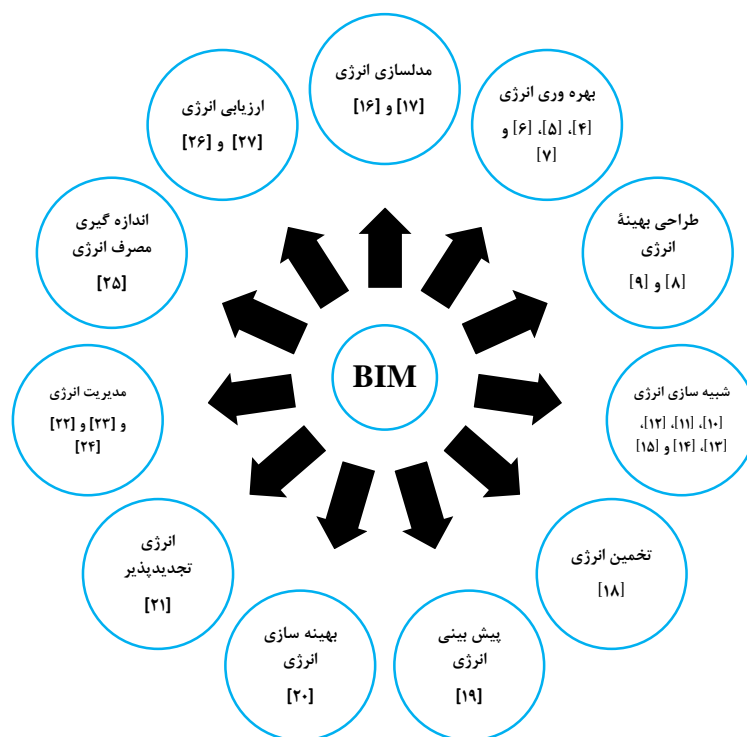 مدلسازی انرژی
[۱۶] و [۱۷]
بهره وری انرژی
[۴]، [۵]، [۶] و
[۷]
طراحی بهینۀ
انرژی
[۸] و [۹]
شبیه سازی انرژی
[۱۰]، [۱۱]، [۱۲]،
[۱۳]، [۱۴] و [۱۵]
تخمین انرژی
[۱۸]
پیش بینی
انرژی
[۱۹]
بهینه سازی
انرژی
[۲۰]
انرژی
تجدیدپذیر
[۲۱]
مدیریت انرژی
[۲۲] و [۲۳] و
[۲۴]
اندازه گیری
مصرف انرژی
[۲۵]
ارزیابی انرژی
[۲۶] و [۲۷]
BIM